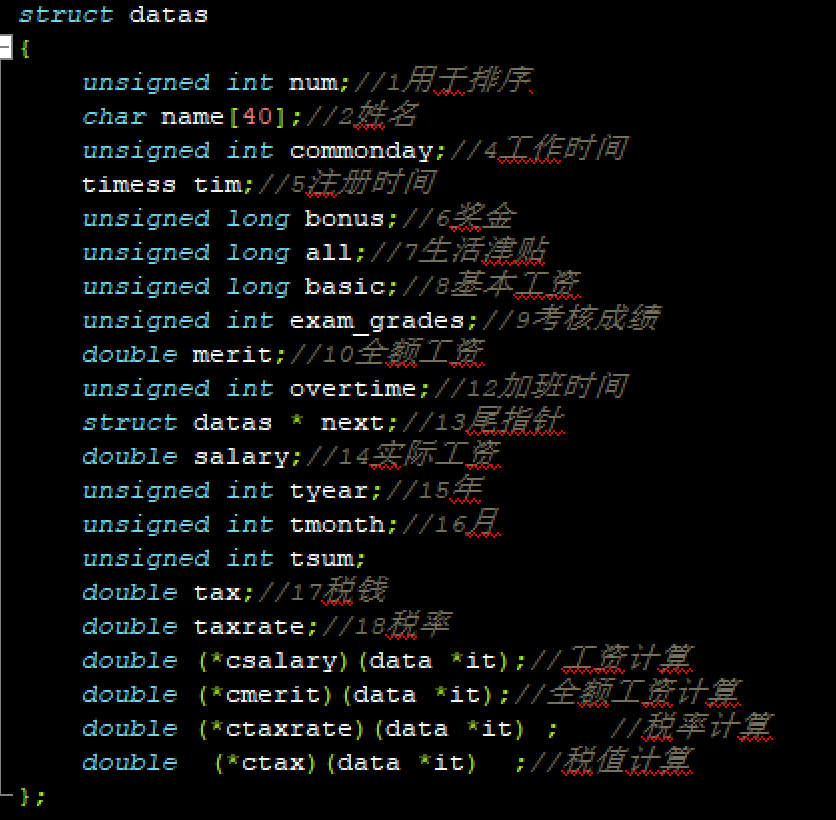 struct datas
{
unsigned int num;//1用于排序
char name[40];//2姓名
unsigned int commonday;//4工作时间
timess tim;//5注册时间
unsigned long bonus;//6奖金
unsigned long all;//7生活津贴
unsigned long basic;//8基本工资
unsigned int exam_grades;//9考核成绩
double merit;//10全额工资
unsigned int overtime;//12加班时间
struct datas * next;//13尾指针
double salary;//14实际工资
unsigned int tyear;//15年
unsigned int tmonth;//16月
unsigned int tsum;
double tax;//17税钱
double taxrate;//18税率
double (*csalary)(data *it);//工资计算
double (*cmerit)(data *it);//全额工资计算
double (*ctaxrate)(data *it) ;   //税率计算
double  (*ctax)(data *it)  ;//税值计算
};